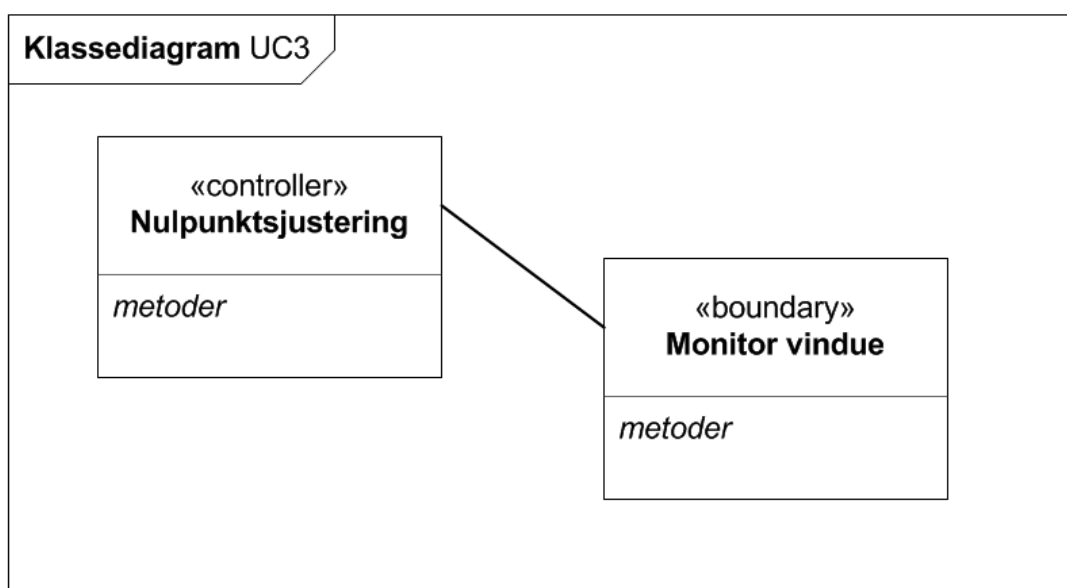 Klassediagram UC3
«controller»
Nulpunktsjustering
metoder
«boundary»
Monitor vindue
metoder